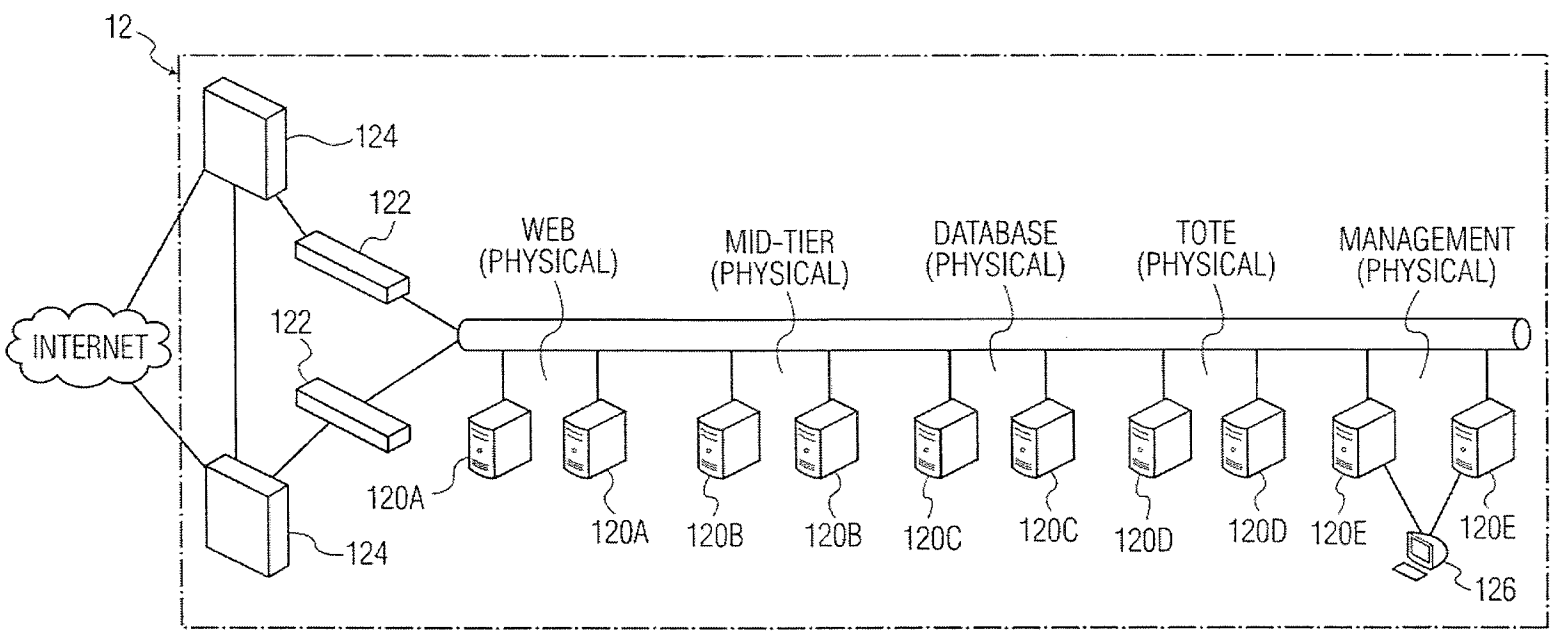 12
124
122
WEB
(PHYSICAL)
MID-TIER
(PHYSICAL)
DATABASE
(PHYSICAL)
TOTE
(PHYSICAL)
MANAGEMENT
(PHYSICAL)
INTERNET
122
120A
120A
120B
120B
120C
120C
120D
120D
120E
120E
124
126